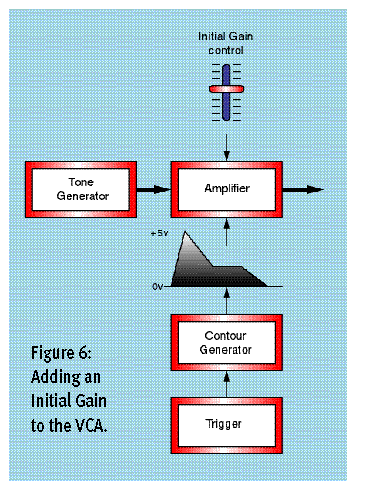 Initial Gain
control
Tone
Generator
Amplifier
+5v
0v
Contour
Generator
Trigger
Figure 6:
Adding an
Initial Gain
to the VCA.